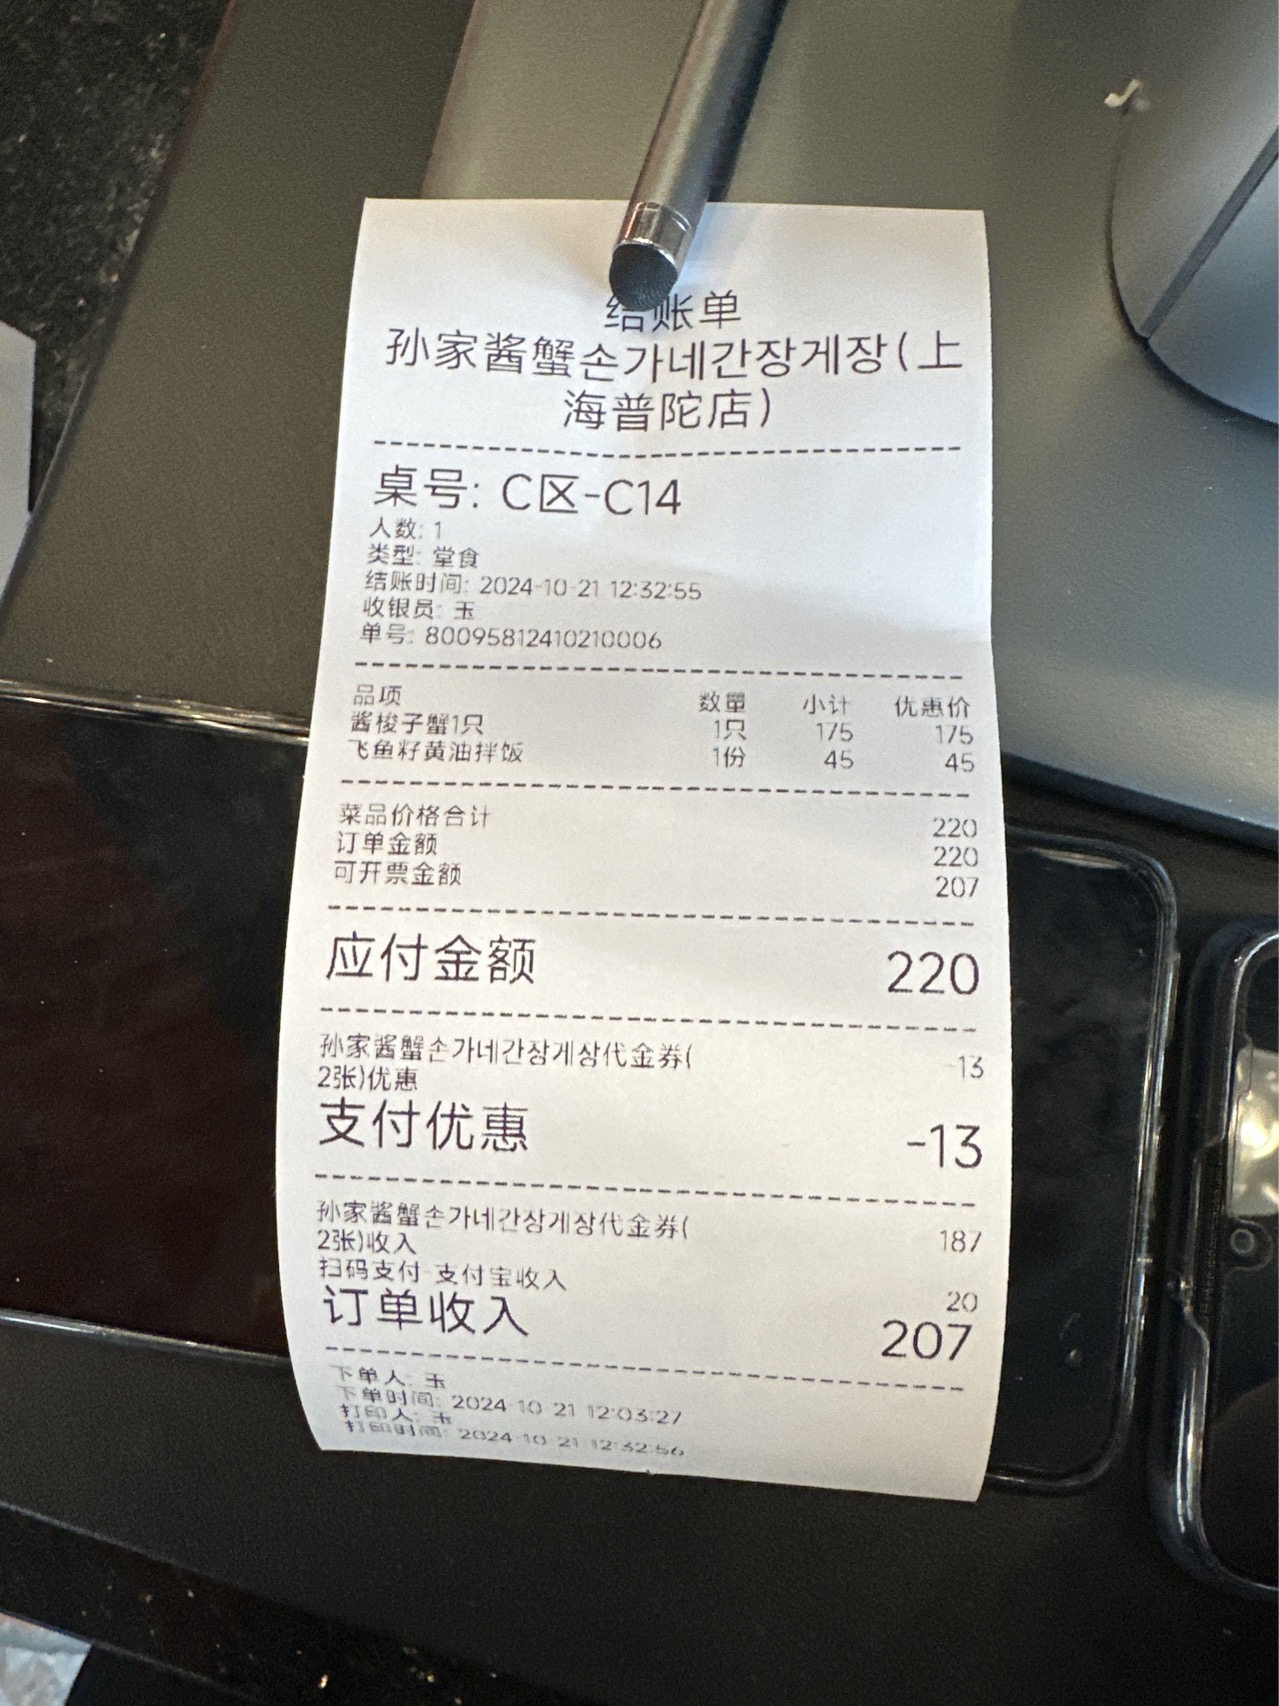 结账单
孙家酱蟹손가네간장게장(上
海普陀店)
桌号: C区-C14
人数: 1
类型: 堂食
结账时间: 2024-10-21 12:32:55
收银员: 玉
单号: 80095812410210006
品项 数量 小计 优惠价
酱梭子蟹1只 1只 175 175
飞鱼籽黄油拌饭 1份 45 45
菜品价格合计 220
订单金额 220
可开票金额 207
应付金额 220
孙家酱蟹손가네간장게장代金券( -13
2张)优惠
支付优惠 -13
孙家酱蟹손가네간장게장代金券( 187
2张)收入
扫码支付-支付宝收入 20
订单收入 207
下单人: 玉
下单时间: 2024-10-21 12:03:27
打印人: 玉
打印时间: 2024-10-21 12:32:56